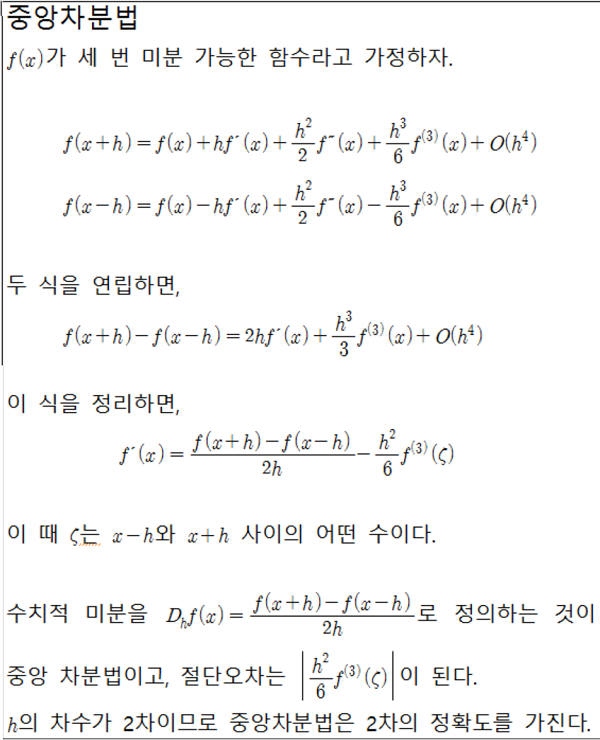 중앙차분법
f(x)가 세 번 미분 가능한 함수라고 가정하자.
f(x+h) = f(x)+hf´(x)+\frac{h^2}{2}f˝(x)+\frac{h^3}{6}f^{(3)}(x)+O(h^4)
f(x-h) = f(x)-hf´(x)+\frac{h^2}{2}f˝(x)-\frac{h^3}{6}f^{(3)}(x)+O(h^4)
두 식을 연립하면,
f(x+h)-f(x-h) = 2hf´(x)+\frac{h^3}{3}f^{(3)}(x)+O(h^4)
이 식을 정리하면,
f´(x) = \frac{f(x+h)-f(x-h)}{2h}-\frac{h^2}{6}f^{(3)}(ζ)
이 때 ζ는 x-h와 x+h 사이의 어떤 수이다.
수치적 미분을 D_hf(x) = \frac{f(x+h)-f(x-h)}{2h}로 정의하는 것이
중앙 차분법이고, 절단오차는 |\frac{h^2}{6}f^{(3)}(ζ)|이 된다.
h의 차수가 2차이므로 중앙차분법은 2차의 정확도를 가진다.